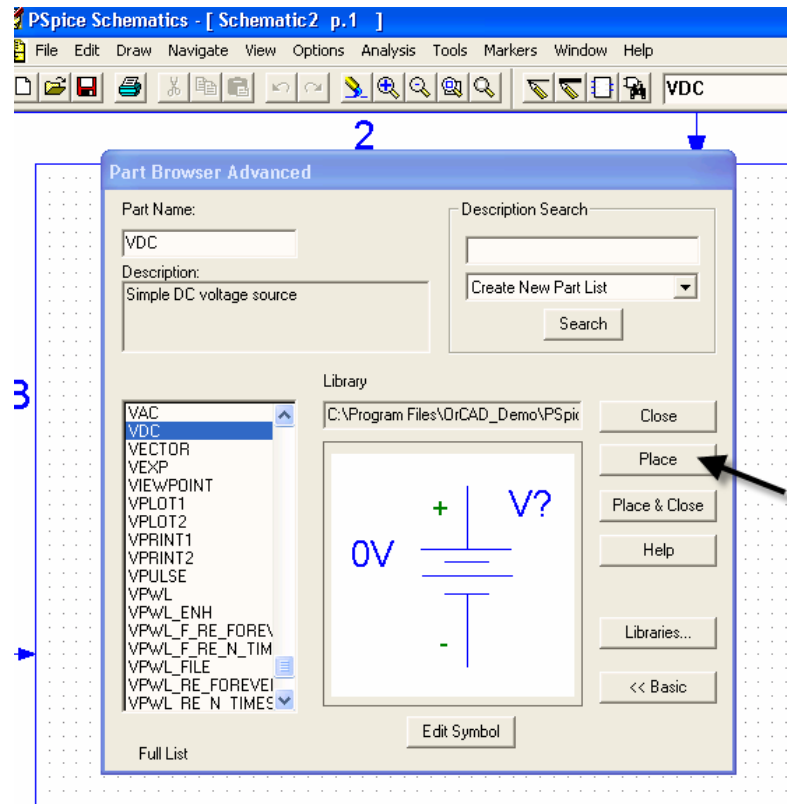 PSpice Schematics - [ Schematic2 p.1 ]
File Edit Draw Navigate View Options Analysis Tools Markers Window Help
VDC
2
Part Browser Advanced
Part Name:
VDC
Description:
Simple DC voltage source
Description Search
Create New Part List
Search
B
Library
C:\Program Files\OrCAD_Demo\PSpic
VAC
VDC
VECTOR
VEXP
VIEWPOINT
VPLOT1
VPLOT2
VPRINT1
VPRINT2
VPULSE
VPWL
VPWL_ENH
VPWL_F_RE_FOREV
VPWL_F_RE_N_TIM
VPWL_FILE
VPWL_RE_FOREVEI
VPWL_RE_N_TIMES
Full List
+
V?
0V
-
Edit Symbol
Close
Place
Place & Close
Help
Libraries...
<< Basic